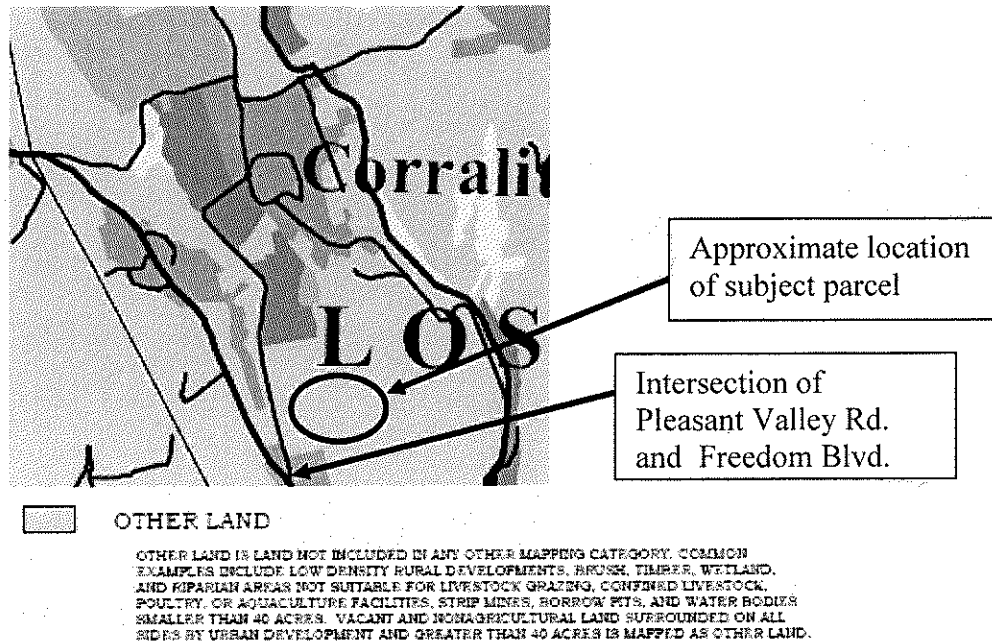 Corrali
LOS
Approximate location
of subject parcel
Intersection of
Pleasant Valley Rd.
and Freedom Blvd.
OTHER LAND
OTHER LAND IS LAND NOT INCLUDED IN ANY OTHER MAPPING CATEGORY. COMMON
EXAMPLES INCLUDE LOW DENSITY RURAL DEVELOPMENTS, BRUSH, TIMBER, WETLAND,
AND RIPARIAN AREAS NOT SUITABLE FOR LIVESTOCK GRAZING, CONFINED LIVESTOCK,
POULTRY, OR AQUACULTURE FACILITIES, STRIP MINES, BORROW PITS, AND WATER BODIES
SMALLER THAN 40 ACRES. VACANT AND NONAGRICULTURAL LAND SURROUNDED ON ALL
SIDES BY URBAN DEVELOPMENT AND GREATER THAN 40 ACRES IS MAPPED AS OTHER LAND.